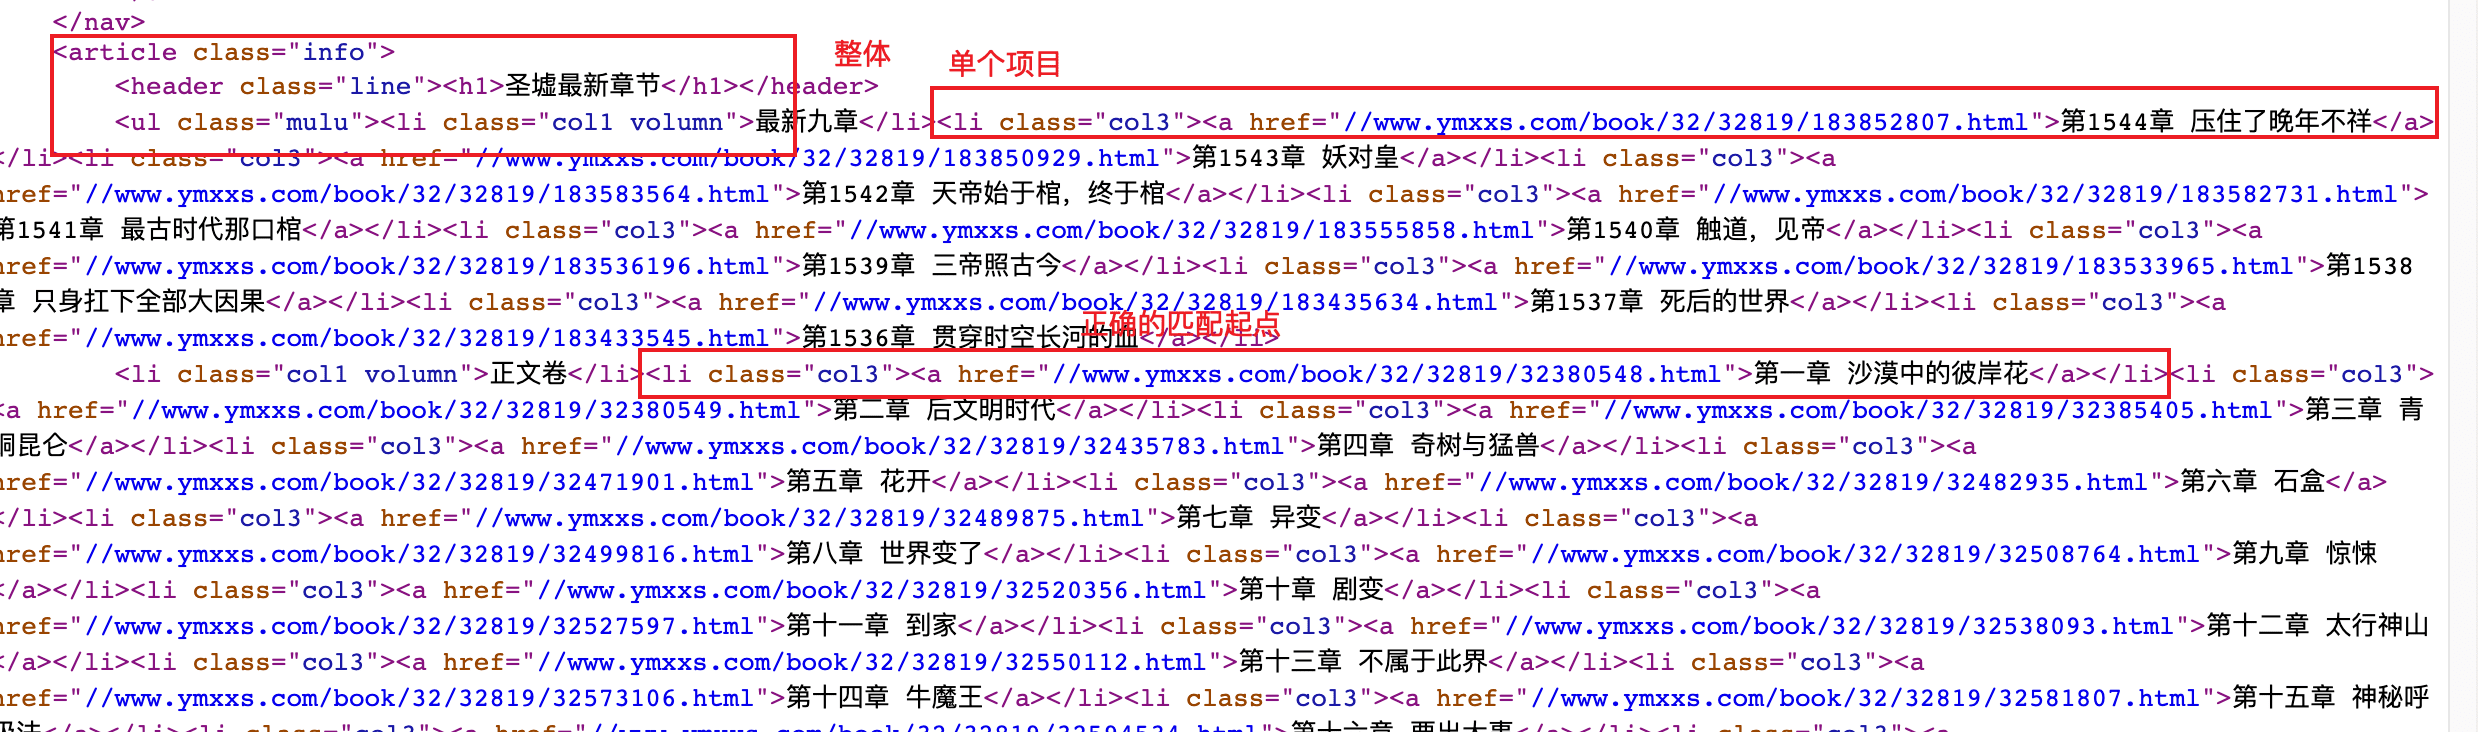 </nav>
<article class="info">
整体
单个项目
<header class="line"><h1>圣墟最新章节</h1></header>
<ul class="mulu"><li class="col1 volumn">最新九章</li><li class="col3"><a href="//www.ymxxs.com/book/32/32819/183852807.html">第1544章 压住了晚年不祥</a>
</li><li class="col3"><a href="//www.ymxxs.com/book/32/32819/183850929.html">第1543章 妖对皇</a></li><li class="col3"><a
href="//www.ymxxs.com/book/32/32819/183583564.html">第1542章 天帝始于棺，终于棺</a></li><li class="col3"><a href="//www.ymxxs.com/book/32/32819/183582731.html">
第1541章 最古时代那口棺</a></li><li class="col3"><a href="//www.ymxxs.com/book/32/32819/183555858.html">第1540章 触道，见帝</a></li><li class="col3"><a
href="//www.ymxxs.com/book/32/32819/183536196.html">第1539章 三帝照古今</a></li><li class="col3"><a href="//www.ymxxs.com/book/32/32819/183533965.html">第1538
章 只身扛下全部大因果</a></li><li class="col3"><a href="//www.ymxxs.com/book/32/32819/183435634.html">第1537章 死后的世界</a></li><li class="col3"><a
正确的匹配起点
href="//www.ymxxs.com/book/32/32819/183433545.html">第1536章 贯穿时空长河的血</a></li>
<li class="col1 volumn">正文卷</li><li class="col3"><a href="//www.ymxxs.com/book/32/32819/32380548.html">第一章 沙漠中的彼岸花</a></li><li class="col3">
<a href="//www.ymxxs.com/book/32/32819/32380549.html">第二章 后文明时代</a></li><li class="col3"><a href="//www.ymxxs.com/book/32/32819/32385405.html">第三章 青
铜昆仑</a></li><li class="col3"><a href="//www.ymxxs.com/book/32/32819/32435783.html">第四章 奇树与猛兽</a></li><li class="col3"><a
href="//www.ymxxs.com/book/32/32819/32471901.html">第五章 花开</a></li><li class="col3"><a href="//www.ymxxs.com/book/32/32819/32482935.html">第六章 石盒</a>
</li><li class="col3"><a href="//www.ymxxs.com/book/32/32819/32489875.html">第七章 异变</a></li><li class="col3"><a
href="//www.ymxxs.com/book/32/32819/32499816.html">第八章 世界变了</a></li><li class="col3"><a href="//www.ymxxs.com/book/32/32819/32508764.html">第九章 惊悚
</a></li><li class="col3"><a href="//www.ymxxs.com/book/32/32819/32520356.html">第十章 剧变</a></li><li class="col3"><a
href="//www.ymxxs.com/book/32/32819/32527597.html">第十一章 到家</a></li><li class="col3"><a href="//www.ymxxs.com/book/32/32819/32538093.html">第十二章 太行神山
</a></li><li class="col3"><a href="//www.ymxxs.com/book/32/32819/32550112.html">第十三章 不属于此界</a></li><li class="col3"><a
href="//www.ymxxs.com/book/32/32819/32573106.html">第十四章 牛魔王</a></li><li class="col3"><a href="//www.ymxxs.com/book/32/32819/32581807.html">第十五章 神秘呼
吸法</a></li><li class="col3"><a href="//www.ymxxs.com/book/32/32819/32594534.html">第十六章 要出大事</a></li><li class="col3"><a